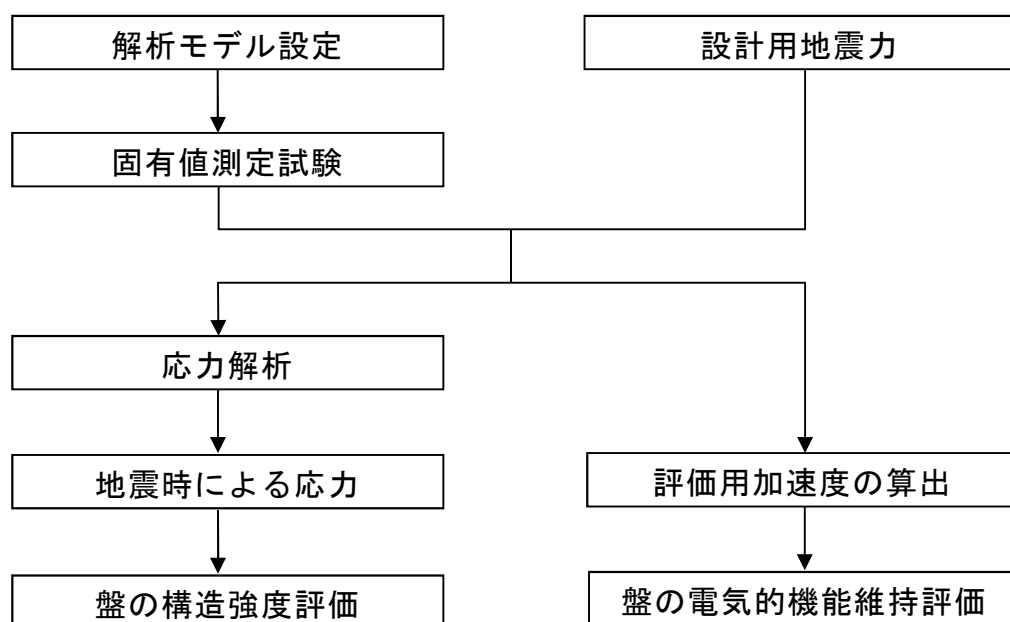 解析モデル設定
設計用地震力
固有値測定試験
応力解析
地震時による応力
評価用加速度の算出
盤の構造強度評価
盤の電気的機能維持評価